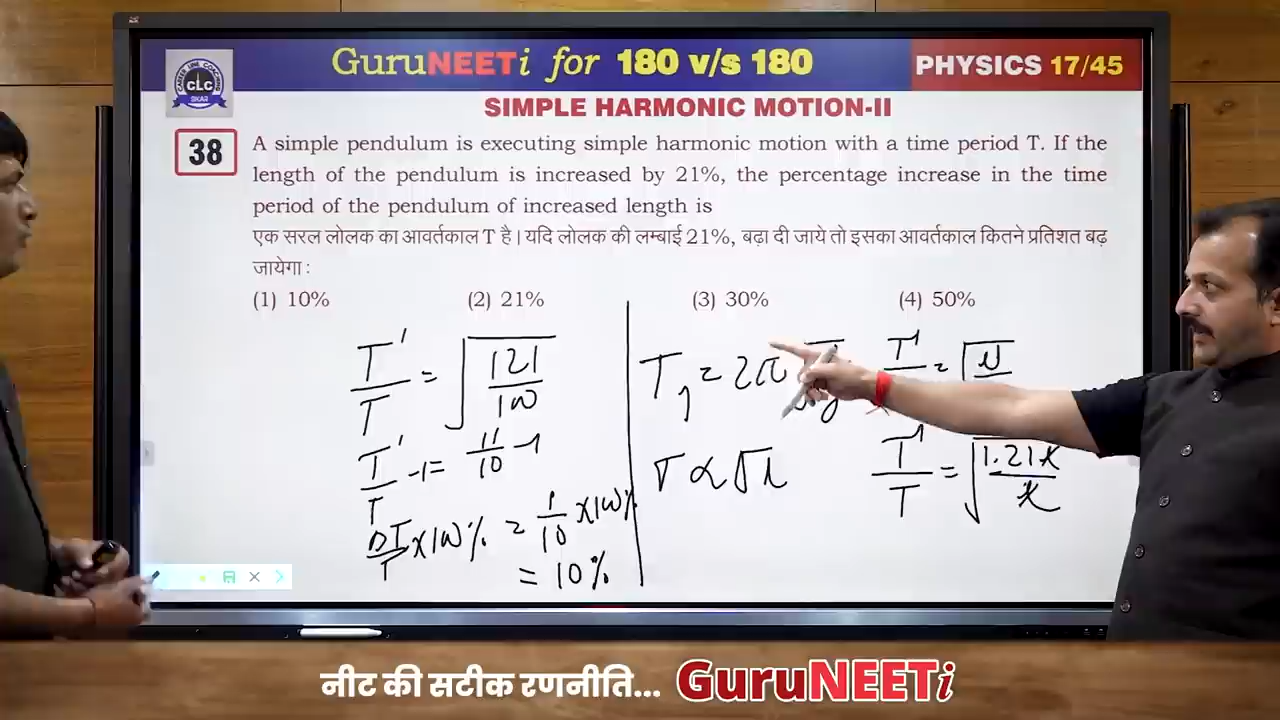 GuruNEETi for 180 v/s 180
PHYSICS 17/45
CLC
SIKAR
SIMPLE HARMONIC MOTION-II
38
A simple pendulum is executing simple harmonic motion with a time period T. If the
length of the pendulum is increased by 21%, the percentage increase in the time
period of the pendulum of increased length is
एक सरल लोलक का आवर्तकाल T है। यदि लोलक की लम्बाई 21%, बढ़ा दी जाये तो इसका आवर्तकाल कितने प्रतिशत बढ़
जायेगा :
(1) 10% (2) 21% (3) 30% (4) 50%
T'/T = √(121/100)
T'/T -1 = 11/10 -1
ΔT/T ×100% = 1/10 ×100%
= 10%
T = 2π
T ∝ √l
T'/T = √l'
T'/T = √(1.21l/l)
नीट की सटीक रणनीति... GuruNEETi